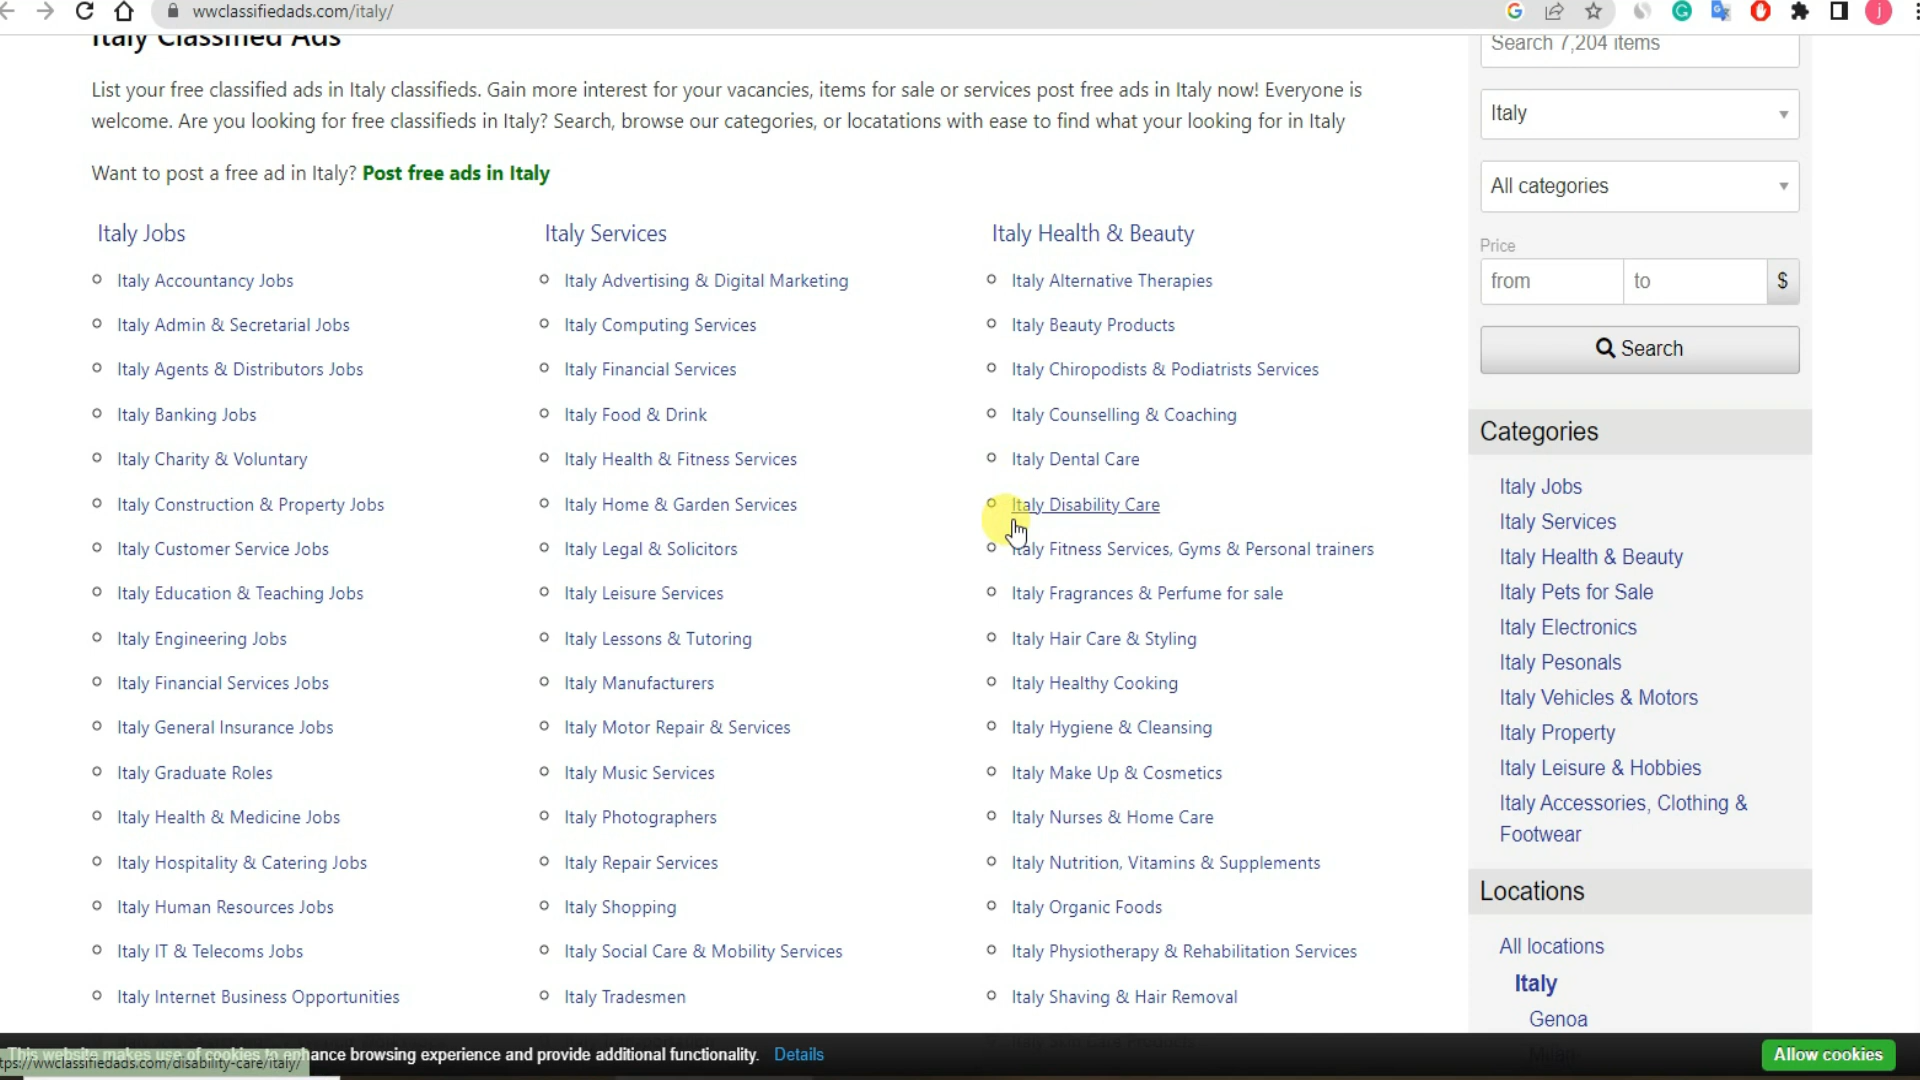 wwclassifiedads.com/italy/
j
Italy Classified Ads
List your free classified ads in Italy classifieds. Gain more interest for your vacancies, items for sale or services post free ads in Italy now! Everyone is
welcome. Are you looking for free classifieds in Italy? Search, browse our categories, or locatations with ease to find what your looking for in Italy
Want to post a free ad in Italy? Post free ads in Italy
Italy Jobs
Italy Accountancy Jobs
Italy Admin & Secretarial Jobs
Italy Agents & Distributors Jobs
Italy Banking Jobs
Italy Charity & Voluntary
Italy Construction & Property Jobs
Italy Customer Service Jobs
Italy Education & Teaching Jobs
Italy Engineering Jobs
Italy Financial Services Jobs
Italy General Insurance Jobs
Italy Graduate Roles
Italy Health & Medicine Jobs
Italy Hospitality & Catering Jobs
Italy Human Resources Jobs
Italy IT & Telecoms Jobs
Italy Internet Business Opportunities
Italy Services
Italy Advertising & Digital Marketing
Italy Computing Services
Italy Financial Services
Italy Food & Drink
Italy Health & Fitness Services
Italy Home & Garden Services
Italy Legal & Solicitors
Italy Leisure Services
Italy Lessons & Tutoring
Italy Manufacturers
Italy Motor Repair & Services
Italy Music Services
Italy Photographers
Italy Repair Services
Italy Shopping
Italy Social Care & Mobility Services
Italy Tradesmen
Italy Health & Beauty
Italy Alternative Therapies
Italy Beauty Products
Italy Chiropodists & Podiatrists Services
Italy Counselling & Coaching
Italy Dental Care
Italy Disability Care
Italy Fitness Services, Gyms & Personal trainers
Italy Fragrances & Perfume for sale
Italy Hair Care & Styling
Italy Healthy Cooking
Italy Hygiene & Cleansing
Italy Make Up & Cosmetics
Italy Nurses & Home Care
Italy Nutrition, Vitamins & Supplements
Italy Organic Foods
Italy Physiotherapy & Rehabilitation Services
Italy Shaving & Hair Removal
Search 7,204 items
Italy
All categories
Price
from to $
Search
Categories
Italy Jobs
Italy Services
Italy Health & Beauty
Italy Pets for Sale
Italy Electronics
Italy Pesonals
Italy Vehicles & Motors
Italy Property
Italy Leisure & Hobbies
Italy Accessories, Clothing &
Footwear
Locations
All locations
Italy
Genoa
This website makes use of cookies to enhance browsing experience and provide additional functionality. Details
Allow cookies
tps://wwclassifiedads.com/disability-care/italy/